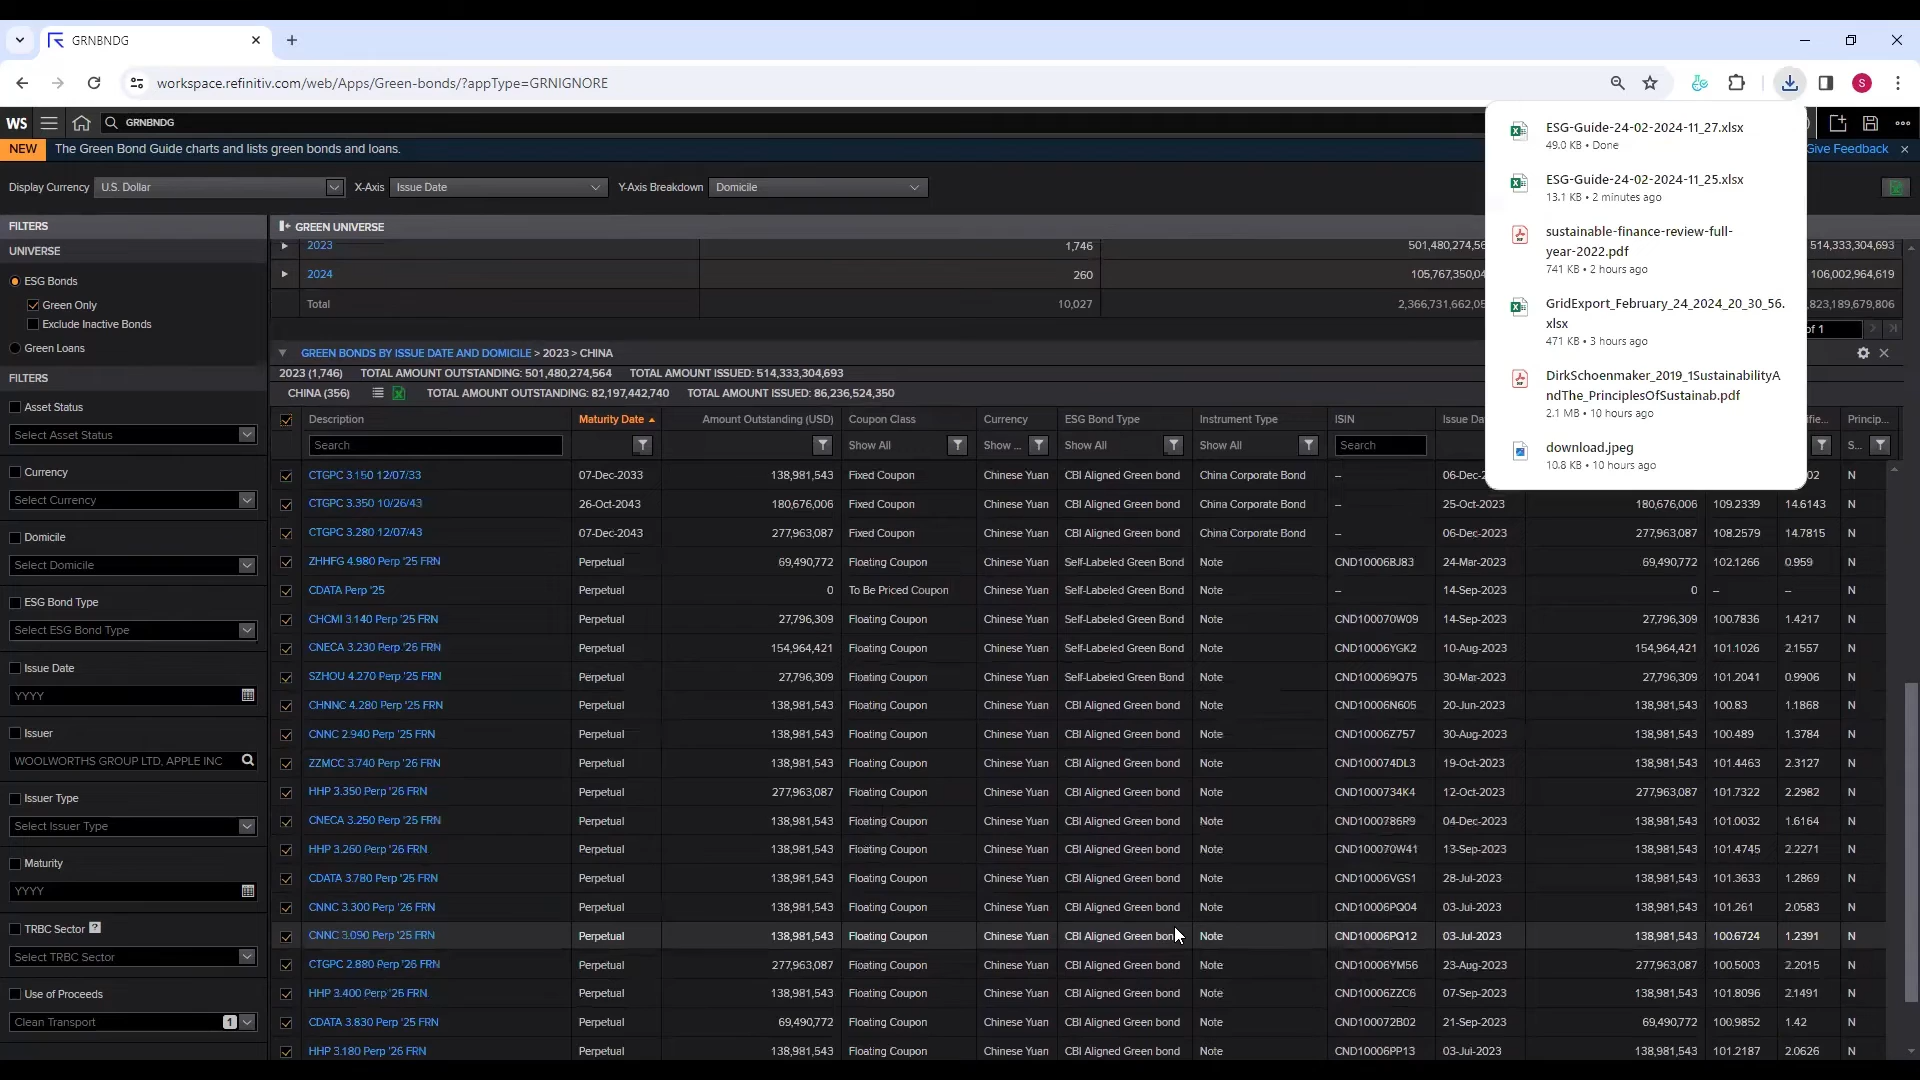 GRNBNDG
workspace.refinitiv.com/web/Apps/Green-bonds/?appType=GRNIGNORE
S
WS GRNBNDG
NEW The Green Bond Guide charts and lists green bonds and loans. Give Feedback
Display Currency U.S. Dollar X-Axis Issue Date Y-Axis Breakdown Domicile
ESG-Guide-24-02-2024-11_27.xlsx
49.0 KB • Done
ESG-Guide-24-02-2024-11_25.xlsx
13.1 KB • 2 minutes ago
sustainable-finance-review-full-
year-2022.pdf
741 KB • 2 hours ago
GridExport_February_24_2024_20_30_56.
xlsx
471 KB • 3 hours ago
DirkSchoenmaker_2019_1SustainabilityA
ndThe_PrinciplesOfSustainab.pdf
2.1 MB • 10 hours ago
download.jpeg
10.8 KB • 10 hours ago
FILTERS
UNIVERSE
ESG Bonds
Green Only
Exclude Inactive Bonds
Green Loans
FILTERS
Asset Status
Select Asset Status
Currency
Select Currency
Domicile
Select Domicile
ESG Bond Type
Select ESG Bond Type
Issue Date
YYYY
Issuer
WOOLWORTHS GROUP LTD, APPLE INC
Issuer Type
Select Issuer Type
Maturity
YYYY
TRBC Sector ?
Select TRBC Sector
Use of Proceeds
Clean Transport 1
GREEN UNIVERSE
2023 1,746 501,480,274,56 514,333,304,693
2024 260 105,767,350,04 106,002,964,619
Total 10,027 2,366,731,662,05 ,823,189,679,806
of 1
GREEN BONDS BY ISSUE DATE AND DOMICILE > 2023 > CHINA
2023 (1,746) TOTAL AMOUNT OUTSTANDING: 501,480,274,564 TOTAL AMOUNT ISSUED: 514,333,304,693
CHINA (356) TOTAL AMOUNT OUTSTANDING: 82,197,442,740 TOTAL AMOUNT ISSUED: 86,236,524,350
Description Maturity Date Amount Outstanding (USD) Coupon Class Currency ESG Bond Type Instrument Type ISIN Issue Da ifie... Princip...
Search Show All Show ... Show All Show All Search S...
CTGPC 3.150 12/07/33 07-Dec-2033 138,981,543 Fixed Coupon Chinese Yuan CBI Aligned Green bond China Corporate Bond – 06-Dec-2 02 N
CTGPC 3.350 10/26/43 26-Oct-2043 180,676,006 Fixed Coupon Chinese Yuan CBI Aligned Green bond China Corporate Bond – 25-Oct-2023 180,676,006 109.2339 14.6143 N
CTGPC 3.280 12/07/43 07-Dec-2043 277,963,087 Fixed Coupon Chinese Yuan CBI Aligned Green bond China Corporate Bond – 06-Dec-2023 277,963,087 108.2579 14.7815 N
ZHHFG 4.980 Perp '25 FRN Perpetual 69,490,772 Floating Coupon Chinese Yuan Self-Labeled Green Bond Note CND10006BJ83 24-Mar-2023 69,490,772 102.1266 0.959 N
CDATA Perp '25 Perpetual 0 To Be Priced Coupon Chinese Yuan Self-Labeled Green Bond Note – 14-Sep-2023 0 – – N
CHCMI 3.140 Perp '25 FRN Perpetual 27,796,309 Floating Coupon Chinese Yuan Self-Labeled Green Bond Note CND100070W09 14-Sep-2023 27,796,309 100.7836 1.4217 N
CNECA 3.230 Perp '26 FRN Perpetual 154,964,421 Floating Coupon Chinese Yuan Self-Labeled Green Bond Note CND10006YGK2 10-Aug-2023 154,964,421 101.1026 2.1557 N
SZHOU 4.270 Perp '25 FRN Perpetual 27,796,309 Floating Coupon Chinese Yuan Self-Labeled Green Bond Note CND100069Q75 30-Mar-2023 27,796,309 101.2041 0.9906 N
CHNNC 4.280 Perp '25 FRN Perpetual 138,981,543 Floating Coupon Chinese Yuan CBI Aligned Green bond Note CND10006N605 20-Jun-2023 138,981,543 100.83 1.1868 N
CNNC 2.940 Perp '25 FRN Perpetual 138,981,543 Floating Coupon Chinese Yuan CBI Aligned Green bond Note CND10006Z757 30-Aug-2023 138,981,543 100.489 1.3784 N
ZZMCC 3.740 Perp '26 FRN Perpetual 138,981,543 Floating Coupon Chinese Yuan CBI Aligned Green bond Note CND100074DL3 19-Oct-2023 138,981,543 101.4463 2.3127 N
HHP 3.350 Perp '26 FRN Perpetual 277,963,087 Floating Coupon Chinese Yuan CBI Aligned Green bond Note CND1000734K4 12-Oct-2023 277,963,087 101.7322 2.2982 N
CNECA 3.250 Perp '25 FRN Perpetual 138,981,543 Floating Coupon Chinese Yuan CBI Aligned Green bond Note CND1000786R9 04-Dec-2023 138,981,543 101.0032 1.6164 N
HHP 3.260 Perp '26 FRN Perpetual 138,981,543 Floating Coupon Chinese Yuan CBI Aligned Green bond Note CND100070W41 13-Sep-2023 138,981,543 101.4745 2.2271 N
CDATA 3.780 Perp '25 FRN Perpetual 138,981,543 Floating Coupon Chinese Yuan CBI Aligned Green bond Note CND10006VGS1 28-Jul-2023 138,981,543 101.3633 1.2869 N
CNNC 3.300 Perp '26 FRN Perpetual 138,981,543 Floating Coupon Chinese Yuan CBI Aligned Green bond Note CND10006PQ04 03-Jul-2023 138,981,543 101.261 2.0583 N
CNNC 3.090 Perp '25 FRN Perpetual 138,981,543 Floating Coupon Chinese Yuan CBI Aligned Green bond Note CND10006PQ12 03-Jul-2023 138,981,543 100.6724 1.2391 N
CTGPC 2.880 Perp '26 FRN Perpetual 277,963,087 Floating Coupon Chinese Yuan CBI Aligned Green bond Note CND10006YM56 23-Aug-2023 277,963,087 100.5003 2.2015 N
HHP 3.400 Perp '26 FRN Perpetual 138,981,543 Floating Coupon Chinese Yuan CBI Aligned Green bond Note CND10006ZZC6 07-Sep-2023 138,981,543 101.8096 2.1491 N
CDATA 3.830 Perp '25 FRN Perpetual 69,490,772 Floating Coupon Chinese Yuan CBI Aligned Green bond Note CND100072B02 21-Sep-2023 69,490,772 100.9852 1.42 N
HHP 3.180 Perp '26 FRN Perpetual 138,981,543 Floating Coupon Chinese Yuan CBI Aligned Green bond Note CND10006PP13 03-Jul-2023 138,981,543 101.2187 2.0626 N